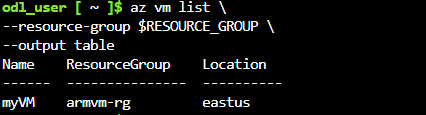 odl_user [ ~ ]$ az vm list \
--resource-group $RESOURCE_GROUP \
--output table
Name    ResourceGroup    Location
------  ---------------  ----------
myVM    armvm-rg         eastus